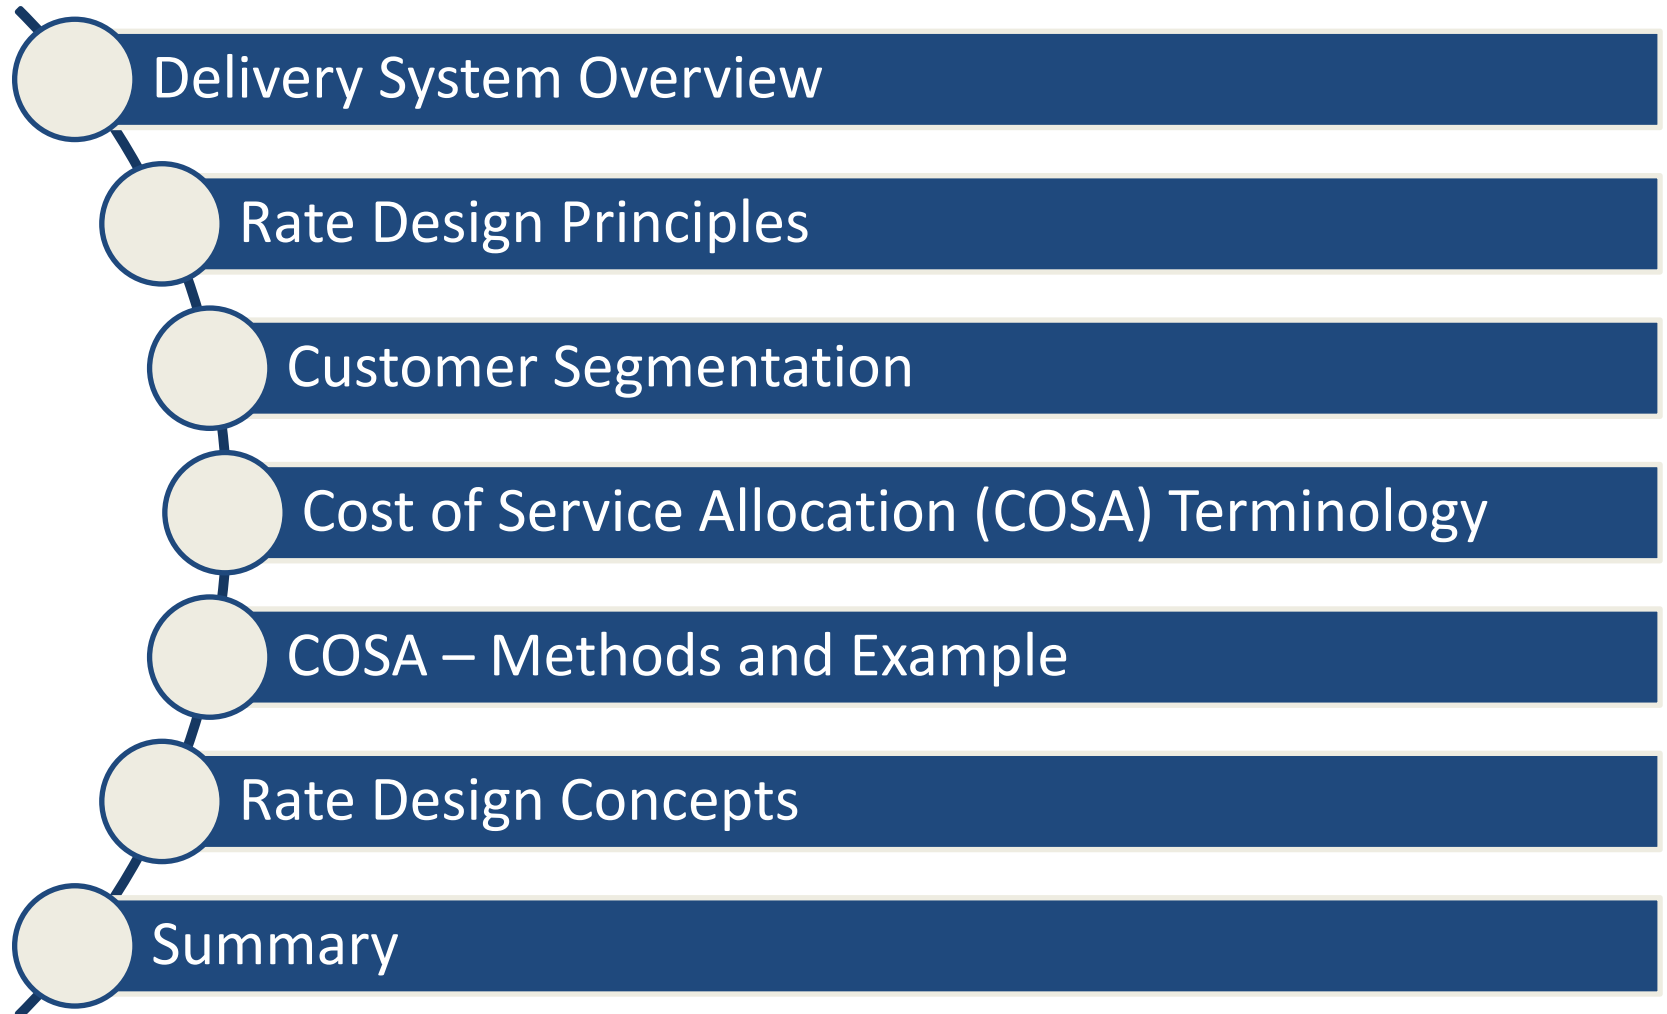 Delivery System Overview
Rate Design Principles
Customer Segmentation
Cost of Service Allocation (COSA) Terminology
COSA – Methods and Example
Rate Design Concepts
Summary